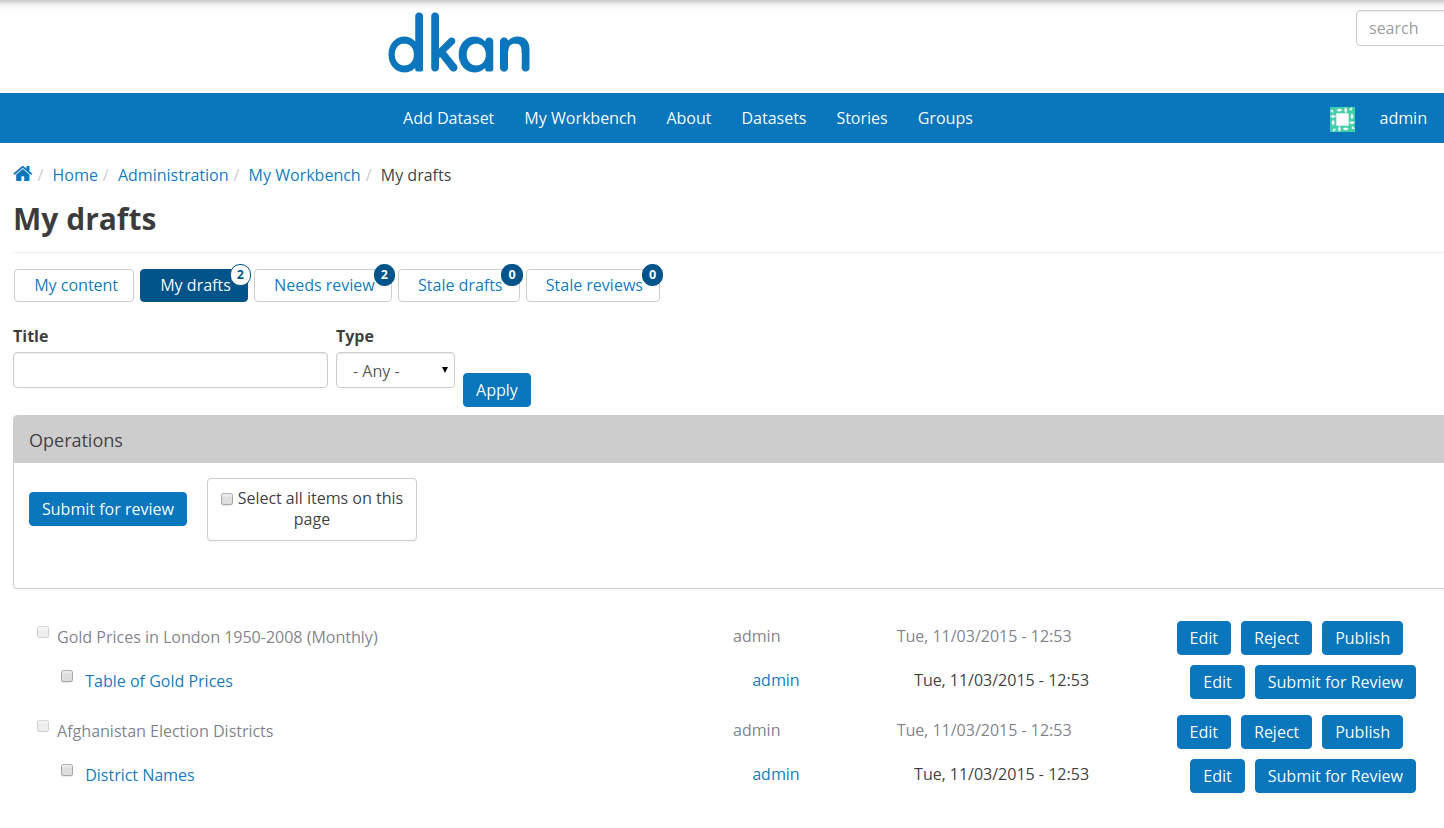 dkan
search
Add Dataset My Workbench About Datasets Stories Groups admin
/ Home / Administration / My Workbench / My drafts
My drafts
My content My drafts 2 Needs review 2 Stale drafts 0 Stale reviews 0
Title Type
- Any -
Apply
Operations
Submit for review
Select all items on this
page
Gold Prices in London 1950-2008 (Monthly) admin Tue, 11/03/2015 - 12:53 Edit Reject Publish
Table of Gold Prices admin Tue, 11/03/2015 - 12:53 Edit Submit for Review
Afghanistan Election Districts admin Tue, 11/03/2015 - 12:53 Edit Reject Publish
District Names admin Tue, 11/03/2015 - 12:53 Edit Submit for Review